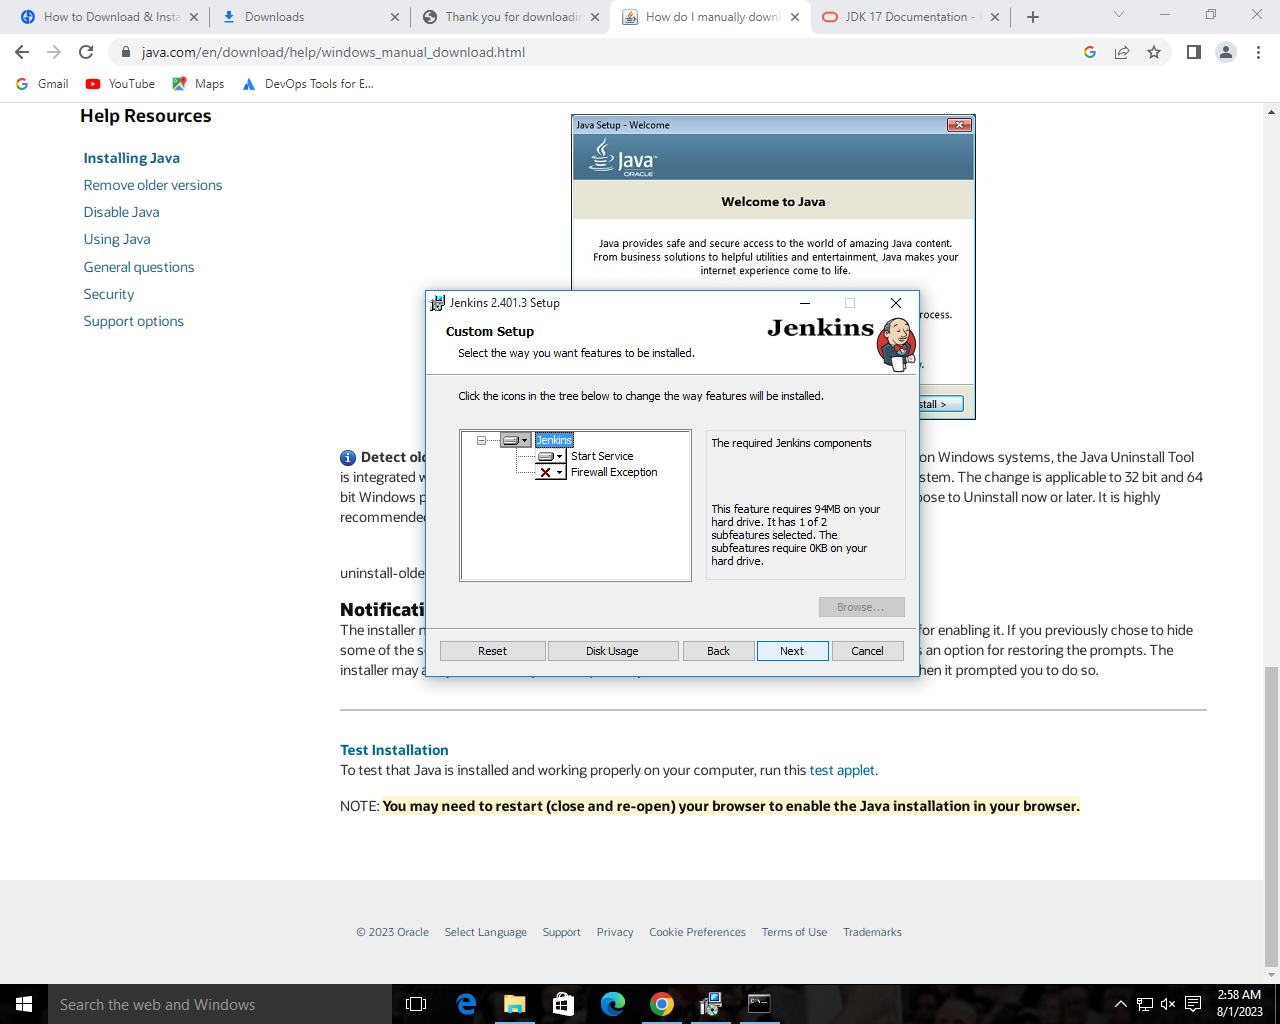 How to Download & Insta
Downloads
Thank you for downloadin
How do I manually down
JDK 17 Documentation -
java.com/en/download/help/windows_manual_download.html
Gmail
YouTube
Maps
DevOps Tools for E...
Help Resources
Installing Java
Remove older versions
Disable Java
Using Java
General questions
Security
Support options
Java Setup - Welcome
Java
ORACLE
Welcome to Java
Java provides safe and secure access to the world of amazing Java content.
From business solutions to helpful utilities and entertainment, Java makes your
internet experience come to life.
rocess.
stall >
Jenkins 2.401.3 Setup
Jenkins
Custom Setup
Select the way you want features to be installed.
Click the icons in the tree below to change the way features will be installed.
Jenkins
Start Service
Firewall Exception
The required Jenkins components
This feature requires 94MB on your
hard drive. It has 1 of 2
subfeatures selected. The
subfeatures require 0KB on your
hard drive.
Browse...
Reset
Disk Usage
Back
Next
Cancel
i Detect old on Windows systems, the Java Uninstall Tool
is integrated w stem. The change is applicable to 32 bit and 64
bit Windows p oose to Uninstall now or later. It is highly
recommended
uninstall-olde
Notificati
The installer n for enabling it. If you previously chose to hide
some of the s s an option for restoring the prompts. The
installer may a hen it prompted you to do so.
Test Installation
To test that Java is installed and working properly on your computer, run this test applet.
NOTE: You may need to restart (close and re-open) your browser to enable the Java installation in your browser.
© 2023 Oracle
Select Language
Support
Privacy
Cookie Preferences
Terms of Use
Trademarks
Search the web and Windows
2:58 AM
8/1/2023